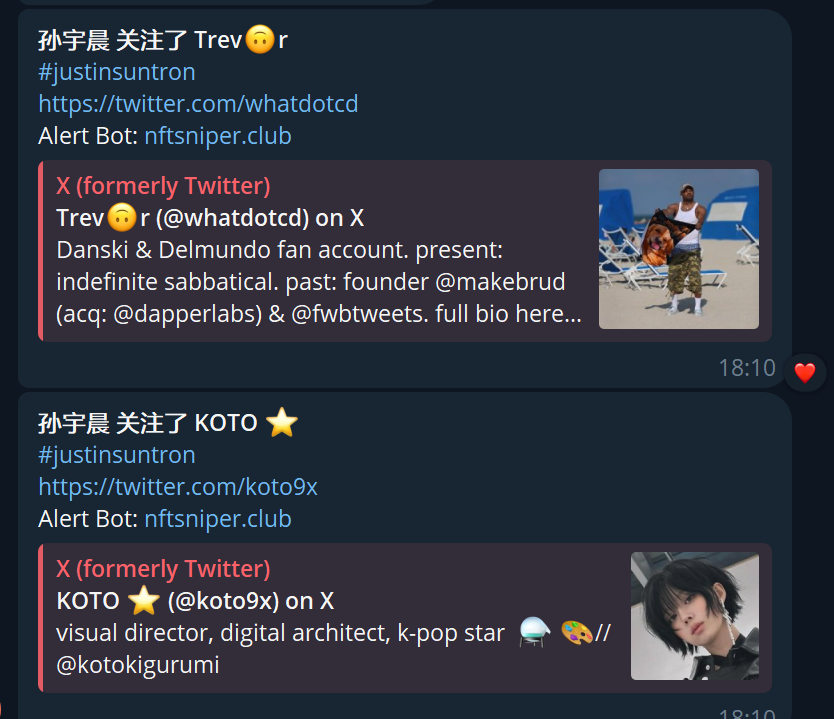 孙宇晨 关注了 Trev🙃r
#justinsuntron
https://twitter.com/whatdotcd
Alert Bot: nftsniper.club
X (formerly Twitter)
Trev🙃r (@whatdotcd) on X
Danski & Delmundo fan account. present:
indefinite sabbatical. past: founder @makebrud
(acq: @dapperlabs) & @fwbtweets. full bio here...
18:10
孙宇晨 关注了 KOTO ⭐
#justinsuntron
https://twitter.com/koto9x
Alert Bot: nftsniper.club
X (formerly Twitter)
KOTO ⭐ (@koto9x) on X
visual director, digital architect, k-pop star 🍧 🎨//
@kotokigurumi
18:10